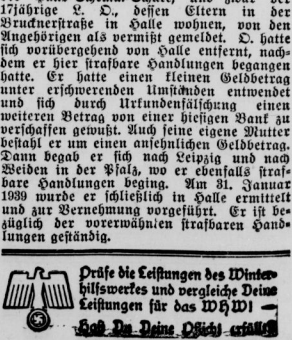 17jährige L. O., dessen Eltern in der
Brucknerstraße in Halle wohnen, von den
Angehörigen als vermißt gemeldet. O. hatte
sich vorübergehend von Halle entfernt, nach-
dem er hier strafbare Handlungen begangen
hatte. Er hatte einen kleinen Geldbetrag
unter erschwerenden Umständen entwendet
und sich durch Urkundenfälschung einen
weiteren Betrag von einer hiesigen Bank zu
verschaffen gewußt. Auch seine eigene Mutter
bestahl er um einen ansehnlichen Geldbetrag.
Dann begab er sich nach Leipzig und nach
Weiden in der Pfalz, wo er ebenfalls straf-
bare Handlungen beging. Am 31. Januar
1939 wurde er schließlich in Halle ermittelt
und zur Vernehmung vorgeführt. Er ist be-
züglich der vorerwähnten strafbaren Hand-
lungen geständig.
Prüfe die Leistungen des Winter-
hilfswerkes und vergleiche Deine
Leistungen für das WHW! —
Hast Du Deine Pflicht erfüllt?